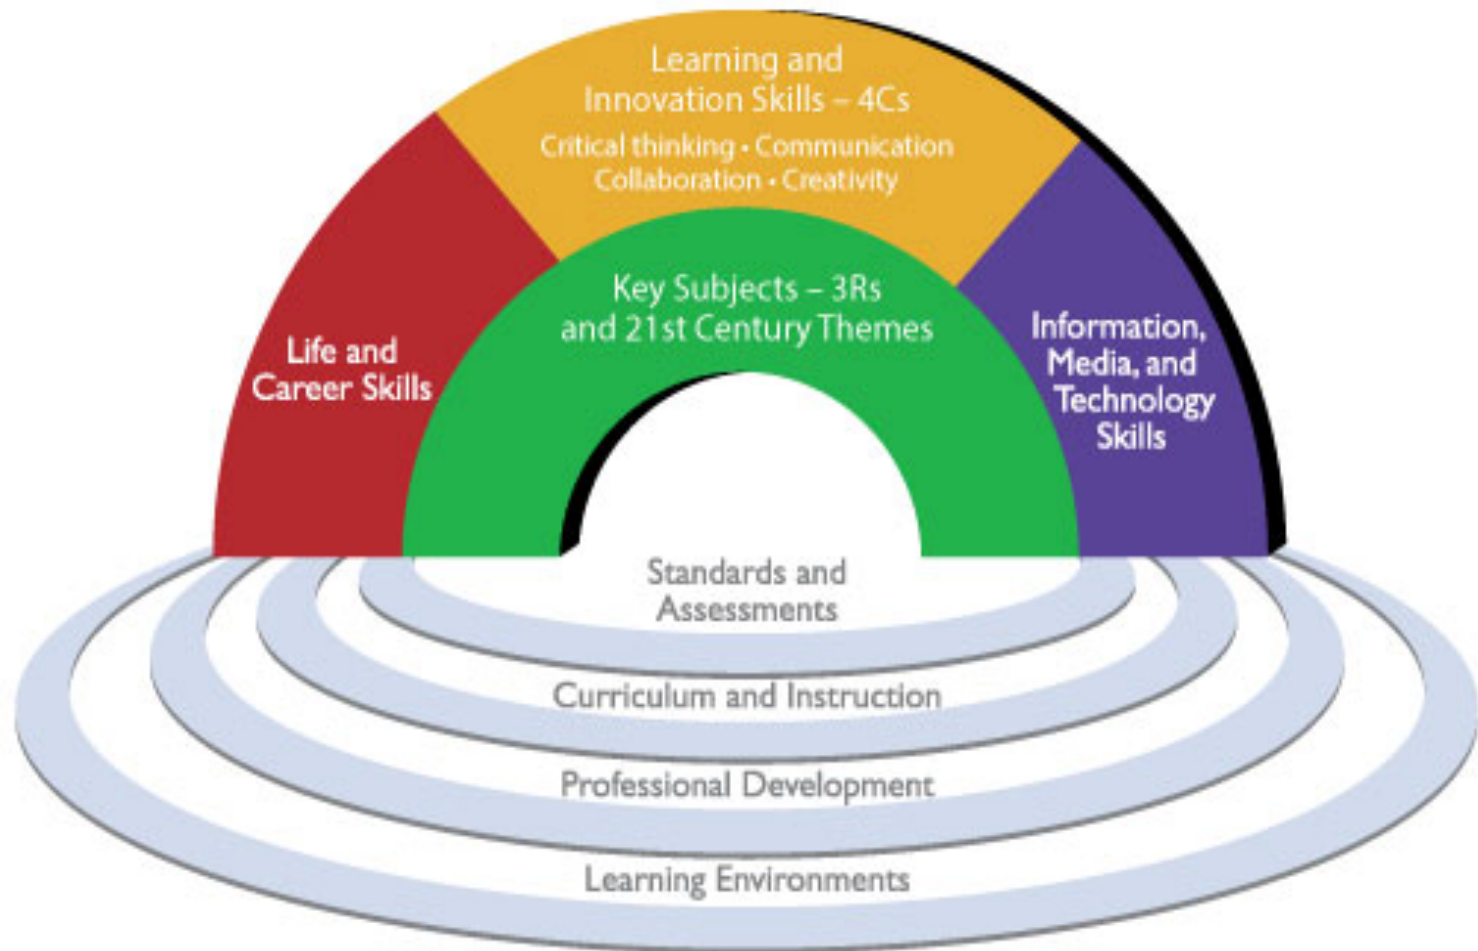 Learning and
Innovation Skills – 4Cs
Critical thinking • Communication
Collaboration • Creativity
Key Subjects – 3Rs
and 21st Century Themes
Life and
Career Skills
Information,
Media, and
Technology
Skills
Standards and
Assessments
Curriculum and Instruction
Professional Development
Learning Environments